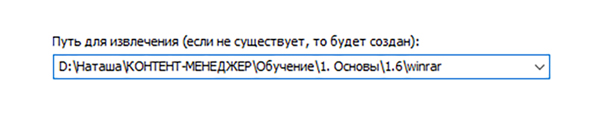 Путь для извлечения (если не существует, то будет создан):
D:\Наташа\КОНТЕНТ-МЕНЕДЖЕР\Обучение\1. Основы\1.6\winrar